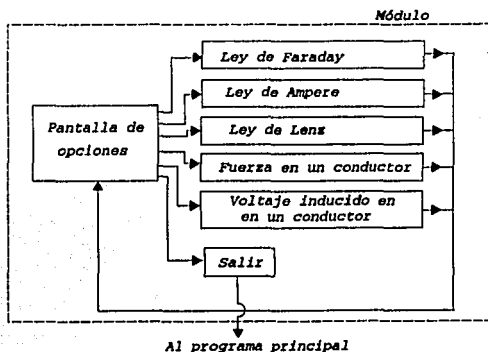 Módulo
Ley de Faraday
Ley de Ampere
Pantalla de
opciones
Ley de Lenz
Fuerza en un conductor
Voltaje inducido en
en un conductor
Salir
Al programa principal